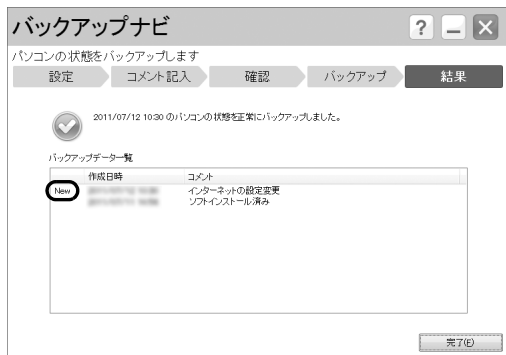 バックアップナビ
? － ×
パソコンの状態をバックアップします
設定 コメント記入 確認 バックアップ 結果
2011/07/12 10:30 のパソコンの状態を正常にバックアップしました。
バックアップデータ一覧
作成日時 コメント
New インターネットの設定変更
ソフトインストール済み
完了(E)